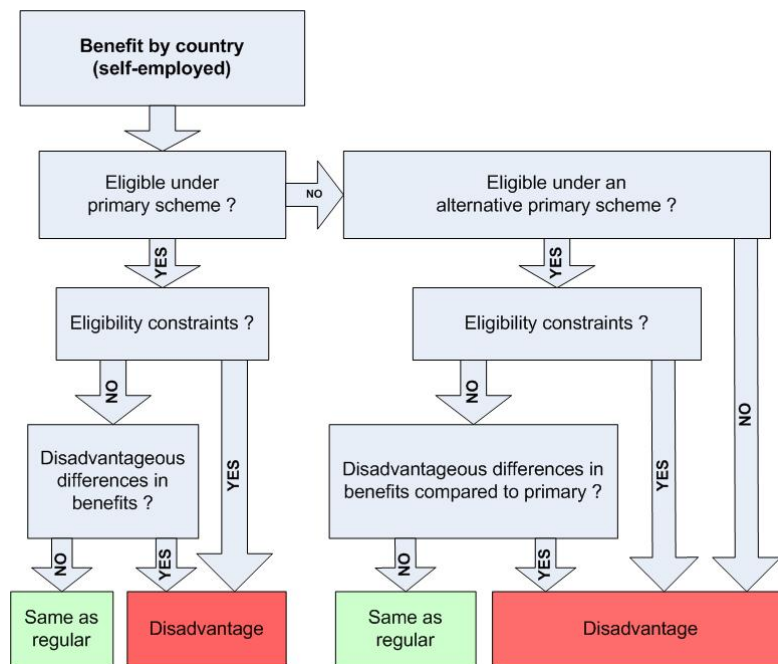 Benefit by country
(self-employed)
Eligible under
primary scheme ?
NO
Eligible under an
alternative primary scheme ?
YES
YES
NO
Eligibility constraints ?
Eligibility constraints ?
NO
YES
NO
YES
Disadvantageous
differences in
benefits ?
Disadvantageous differences in
benefits compared to primary ?
NO
YES
NO
YES
Same as
regular
Disadvantage
Same as
regular
Disadvantage